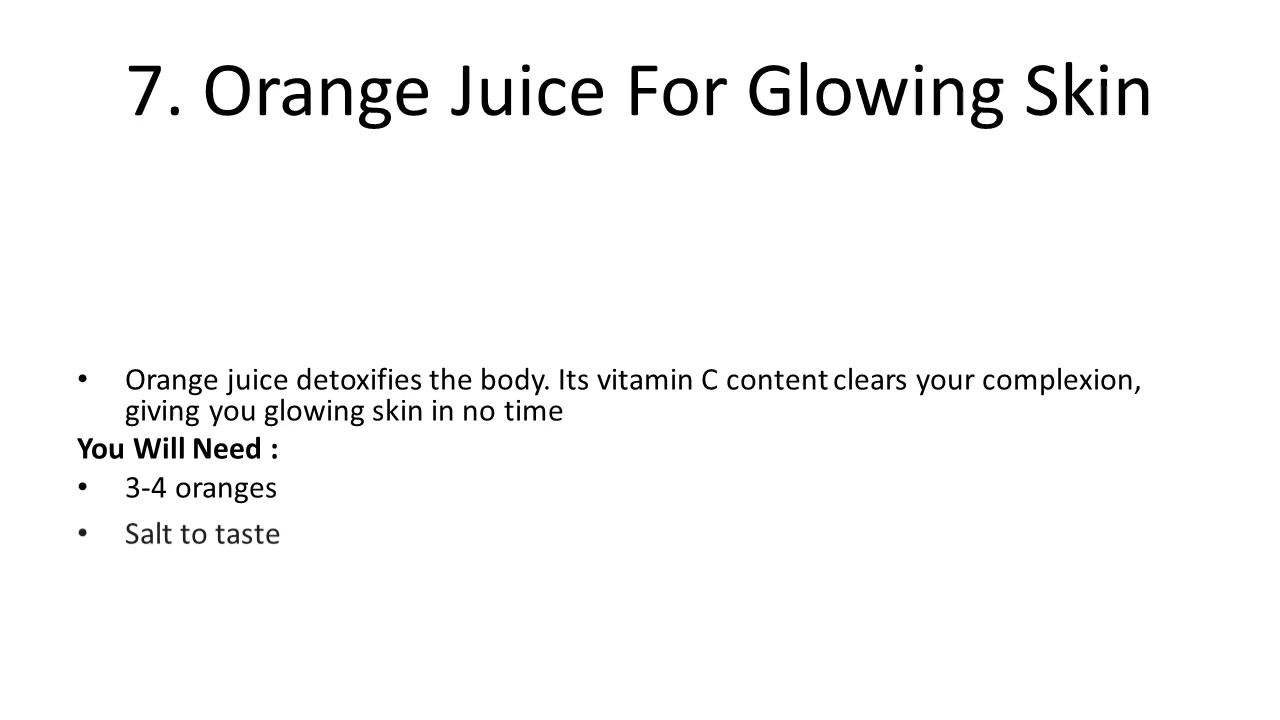 7. Orange Juice For Glowing Skin
• Orange juice detoxifies the body. Its vitamin C content clears your complexion,
giving you glowing skin in no time
You Will Need :
• 3-4 oranges
• Salt to taste